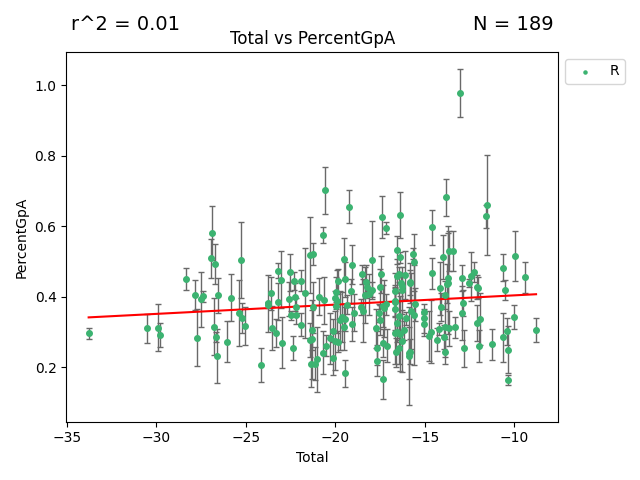 r^2 = 0.01
N = 189
Total vs PercentGpA
R
1.0
0.8
0.6
0.4
0.2
PercentGpA
−35
−30
−25
−20
−15
−10
Total